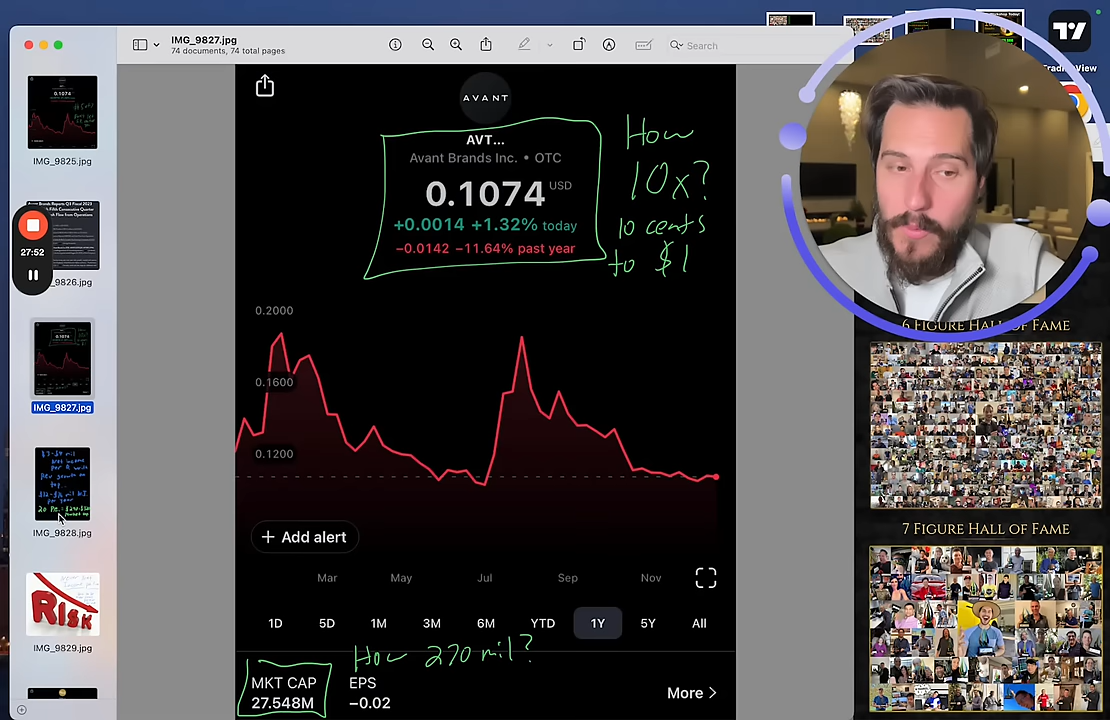 IMG_9827.jpg
74 documents, 74 total pages
Search
TradingView
IMG_9825.jpg
27:52
IMG_9826.jpg
IMG_9827.jpg
IMG_9828.jpg
RISK
IMG_9829.jpg
AVANT
AVT...
Avant Brands Inc. • OTC
0.1074 USD
+0.0014 +1.32% today
−0.0142 −11.64% past year
How
10x?
10 cents
to $1
0.2000
0.1600
0.1200
+ Add alert
Mar May Jul Sep Nov
1D 5D 1M 3M 6M YTD 1Y 5Y All
How 270 mil?
MKT CAP
27.548M
EPS
−0.02
More >
6 Figure Hall of Fame
7 Figure Hall of Fame